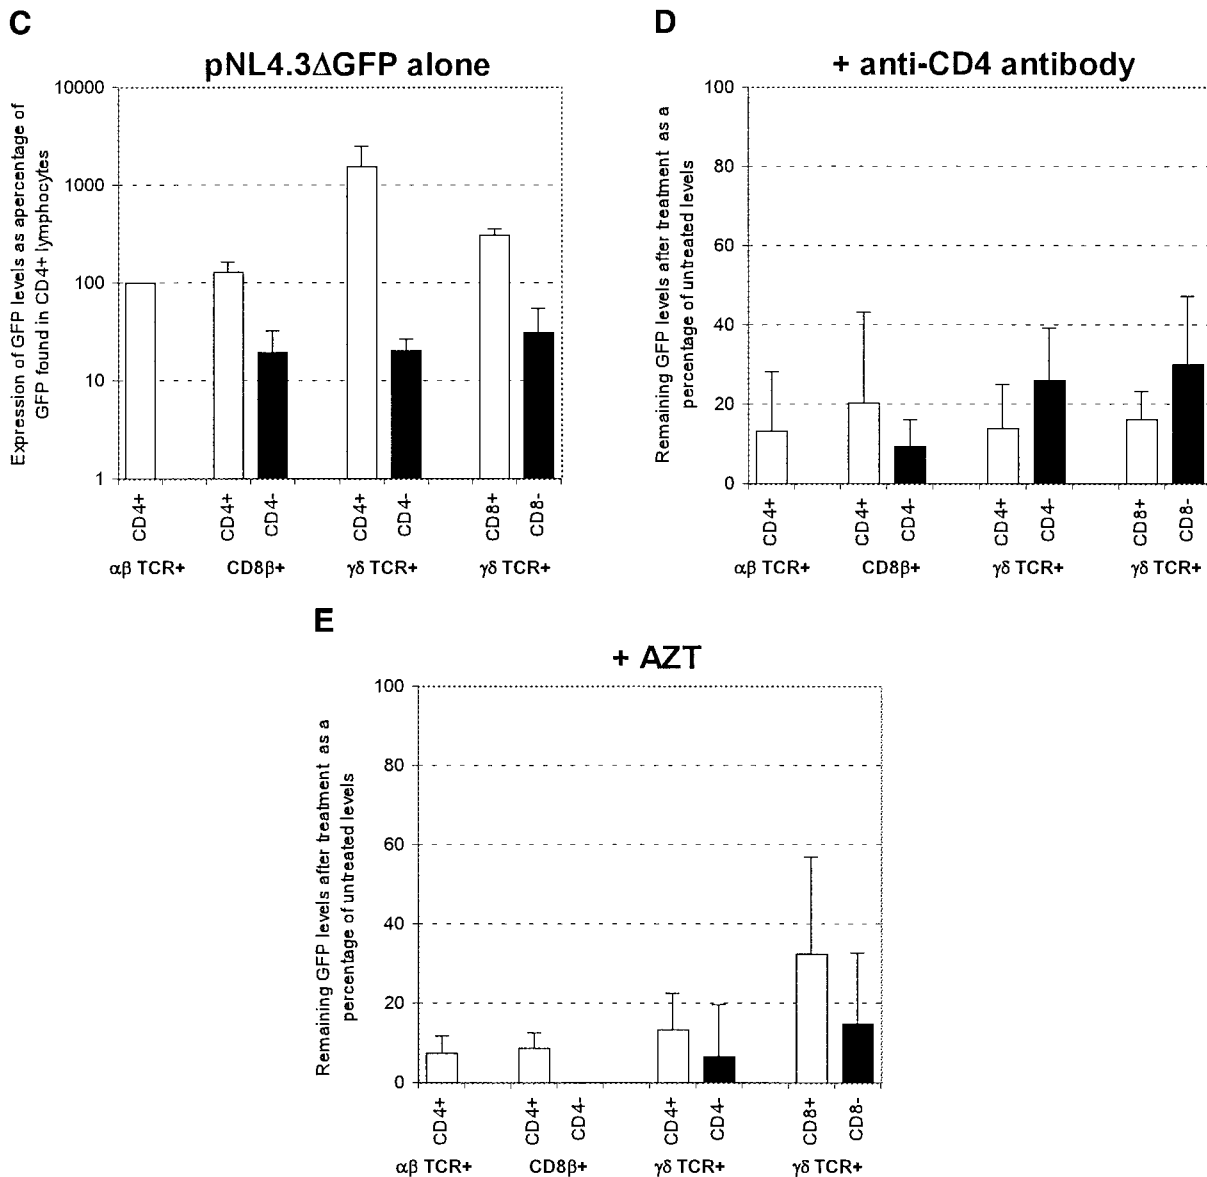 C
pNL4.3ΔGFP alone
Expression of GFP levels as apercentage of
GFP found in CD4+ lymphocytes
10000
1000
100
10
1
CD4+
CD4+
CD4-
CD4+
CD4-
CD8+
CD8-
αβ TCR+
CD8β+
γδ TCR+
γδ TCR+
D
+ anti-CD4 antibody
Remaining GFP levels after treatment as a
percentage of untreated levels
100
80
60
40
20
0
CD4+
CD4+
CD4-
CD4+
CD4-
CD8+
CD8-
αβ TCR+
CD8β+
γδ TCR+
γδ TCR+
E
+ AZT
Remaining GFP levels after treatment as a
percentage of untreated levels
100
80
60
40
20
0
CD4+
CD4+
CD4-
CD4+
CD4-
CD8+
CD8-
αβ TCR+
CD8β+
γδ TCR+
γδ TCR+